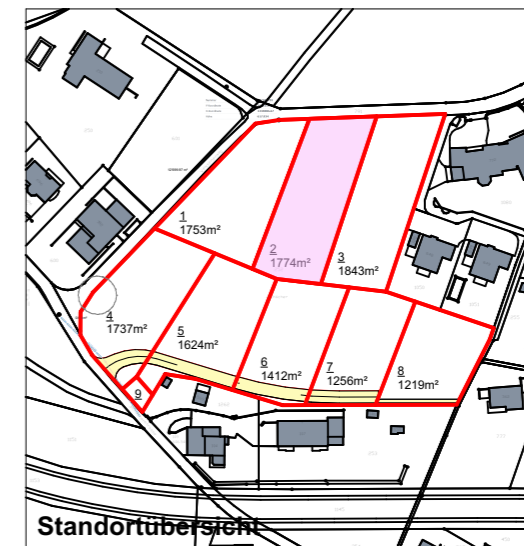 1
1753m²
2
1774m²
3
1843m²
4
1737m²
5
1624m²
6
1412m²
7
1256m²
8
1219m²
9
Standortübersicht